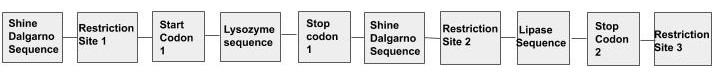 Shine
Dalgarno
Sequence
Restriction
Site 1
Start
Codon
1
Lysozyme
sequence
Stop
codon
1
Shine
Dalgarno
Sequence
Restriction
Site 2
Lipase
Sequence
Stop
Codon
2
Restriction
Site 3